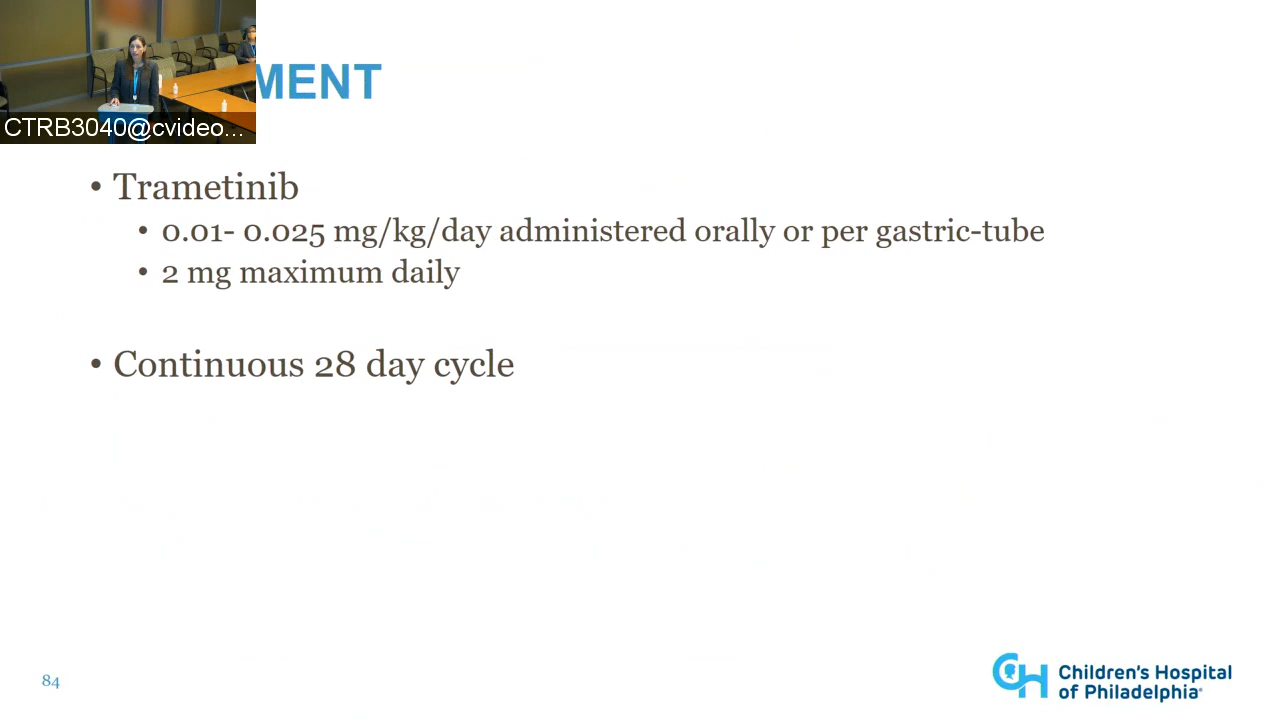 MENT
CTRB3040@cvideo...
• Trametinib
• 0.01- 0.025 mg/kg/day administered orally or per gastric-tube
• 2 mg maximum daily
• Continuous 28 day cycle
84
Children's Hospital
of Philadelphia®